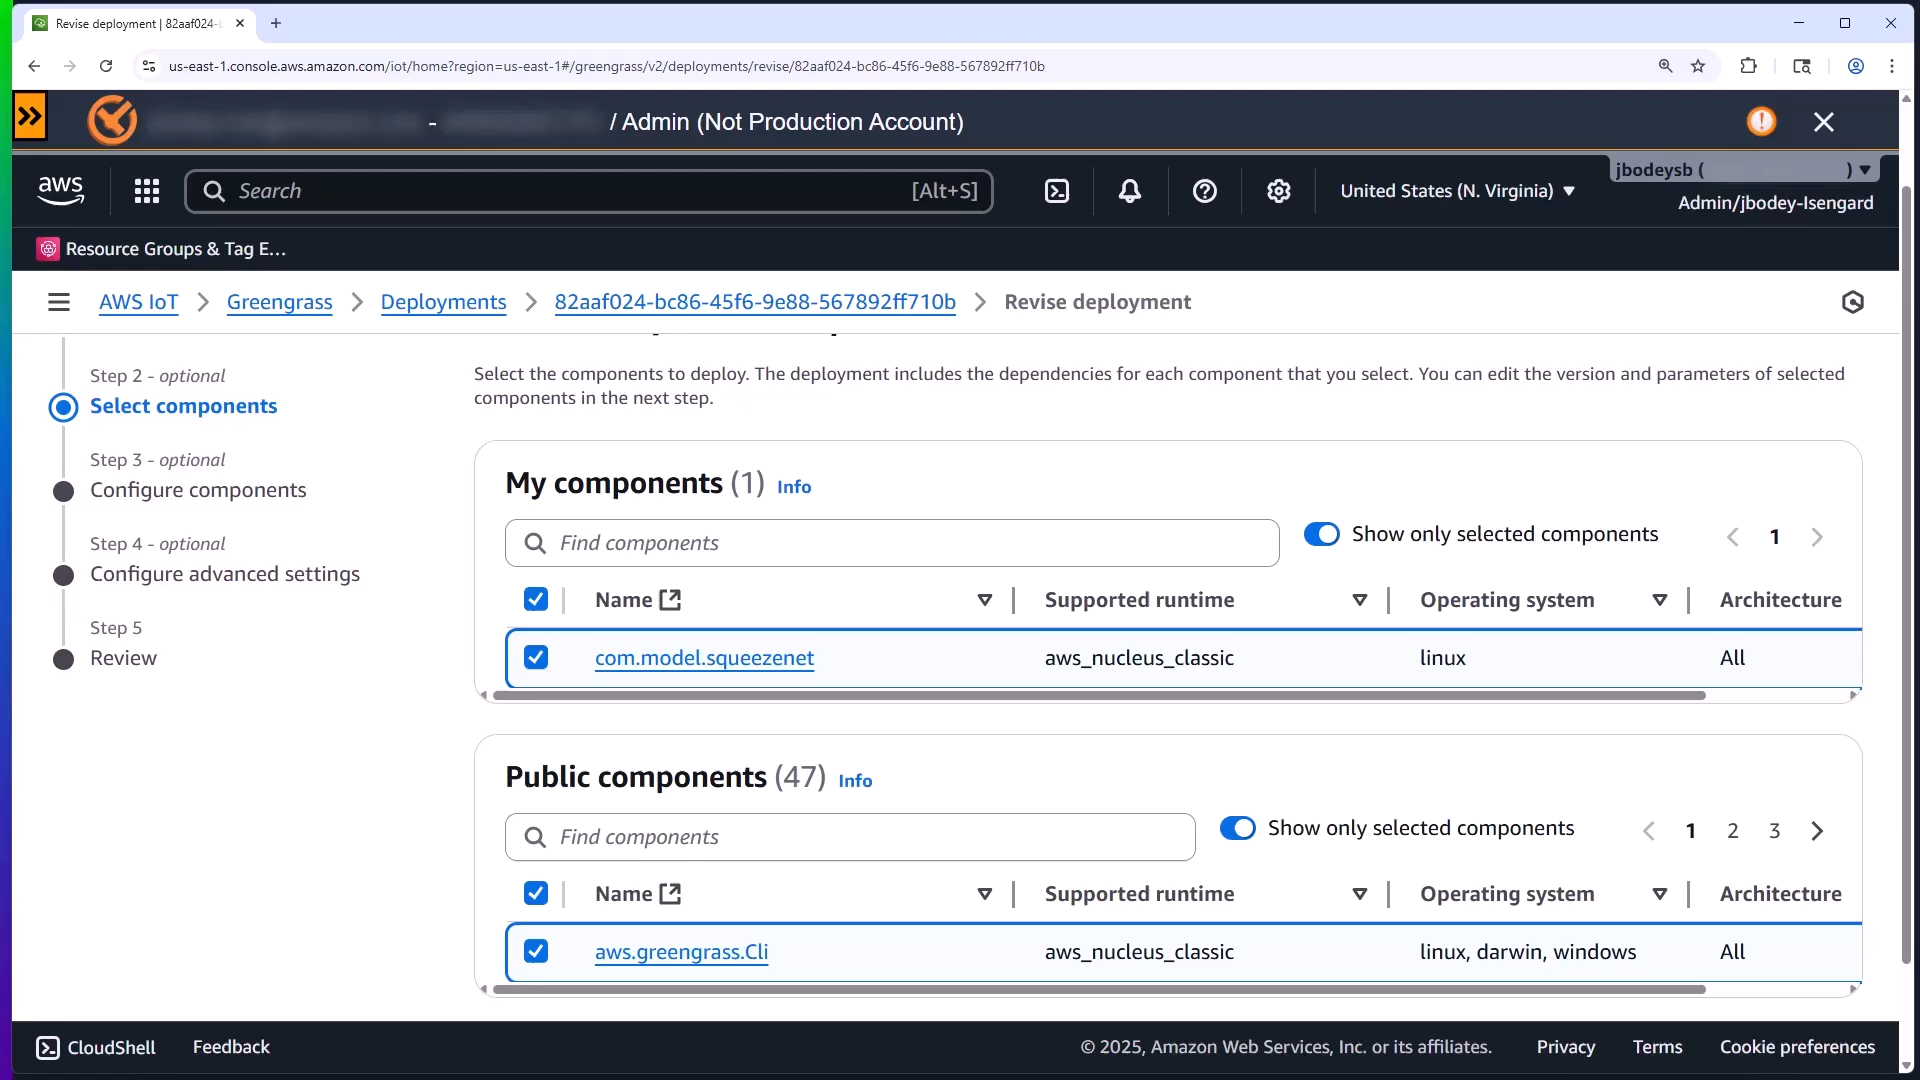 Revise deployment | 82aaf024-
us-east-1.console.aws.amazon.com/iot/home?region=us-east-1#/greengrass/v2/deployments/revise/82aaf024-bc86-45f6-9e88-567892ff710b
- / Admin (Not Production Account)
aws
Search [Alt+S]
United States (N. Virginia)
jbodeysb ( )
Admin/jbodey-Isengard
Resource Groups & Tag E...
AWS IoT > Greengrass > Deployments > 82aaf024-bc86-45f6-9e88-567892ff710b > Revise deployment
Step 2 - optional
Select components
Step 3 - optional
Configure components
Step 4 - optional
Configure advanced settings
Step 5
Review
Select the components to deploy. The deployment includes the dependencies for each component that you select. You can edit the version and parameters of selected
components in the next step.
My components (1) Info
Find components
Show only selected components
1
Name Supported runtime Operating system Architecture
com.model.squeezenet aws_nucleus_classic linux All
Public components (47) Info
Find components
Show only selected components
1 2 3
Name Supported runtime Operating system Architecture
aws.greengrass.Cli aws_nucleus_classic linux, darwin, windows All
CloudShell Feedback
© 2025, Amazon Web Services, Inc. or its affiliates. Privacy Terms Cookie preferences